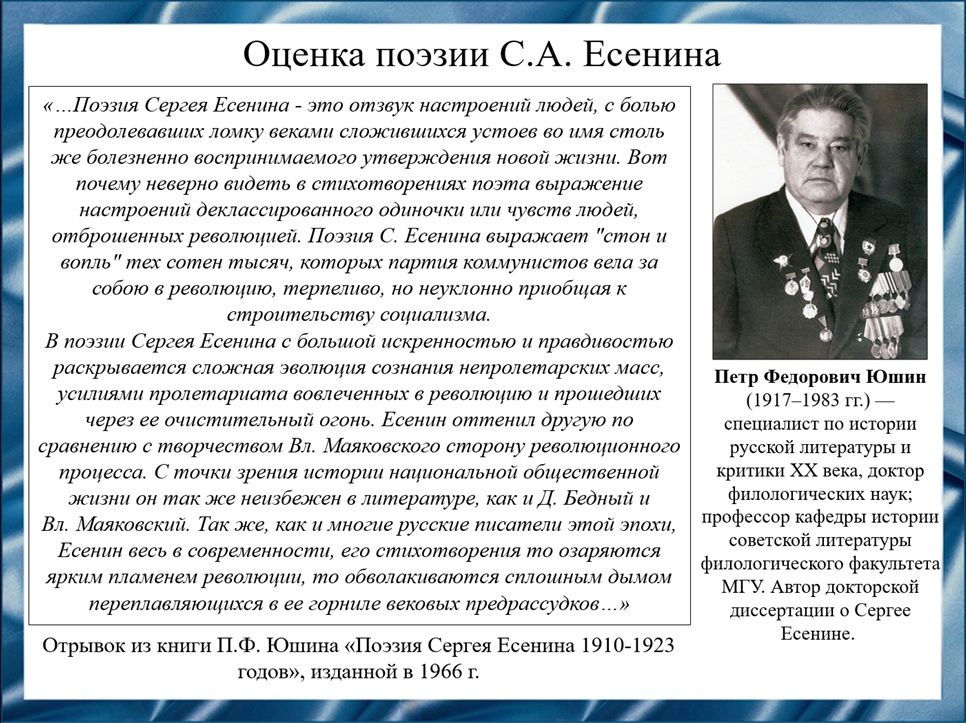 Оценка поэзии С.А. Есенина
«…Поэзия Сергея Есенина - это отзвук настроений людей, с болью
преодолевавших ломку веками сложившихся устоев во имя столь
же болезненно воспринимаемого утверждения новой жизни. Вот
почему неверно видеть в стихотворениях поэта выражение
настроений деклассированного одиночки или чувств людей,
отброшенных революцией. Поэзия С. Есенина выражает "стон и
вопль" тех сотен тысяч, которых партия коммунистов вела за
собою в революцию, терпеливо, но неуклонно приобщая к
строительству социализма.
В поэзии Сергея Есенина с большой искренностью и правдивостью
раскрывается сложная эволюция сознания непролетарских масс,
усилиями пролетариата вовлеченных в революцию и прошедших
через ее очистительный огонь. Есенин оттенил другую по
сравнению с творчеством Вл. Маяковского сторону революционного
процесса. С точки зрения истории национальной общественной
жизни он так же неизбежен в литературе, как и Д. Бедный и
Вл. Маяковский. Так же, как и многие русские писатели этой эпохи,
Есенин весь в современности, его стихотворения то озаряются
ярким пламенем революции, то обволакиваются сплошным дымом
переплавляющихся в ее горниле вековых предрассудков…»
Отрывок из книги П.Ф. Юшина «Поэзия Сергея Есенина 1910-1923
годов», изданной в 1966 г.
Петр Федорович Юшин
(1917–1983 гг.) —
специалист по истории
русской литературы и
критики XX века, доктор
филологических наук;
профессор кафедры истории
советской литературы
филологического факультета
МГУ. Автор докторской
диссертации о Сергее
Есенине.